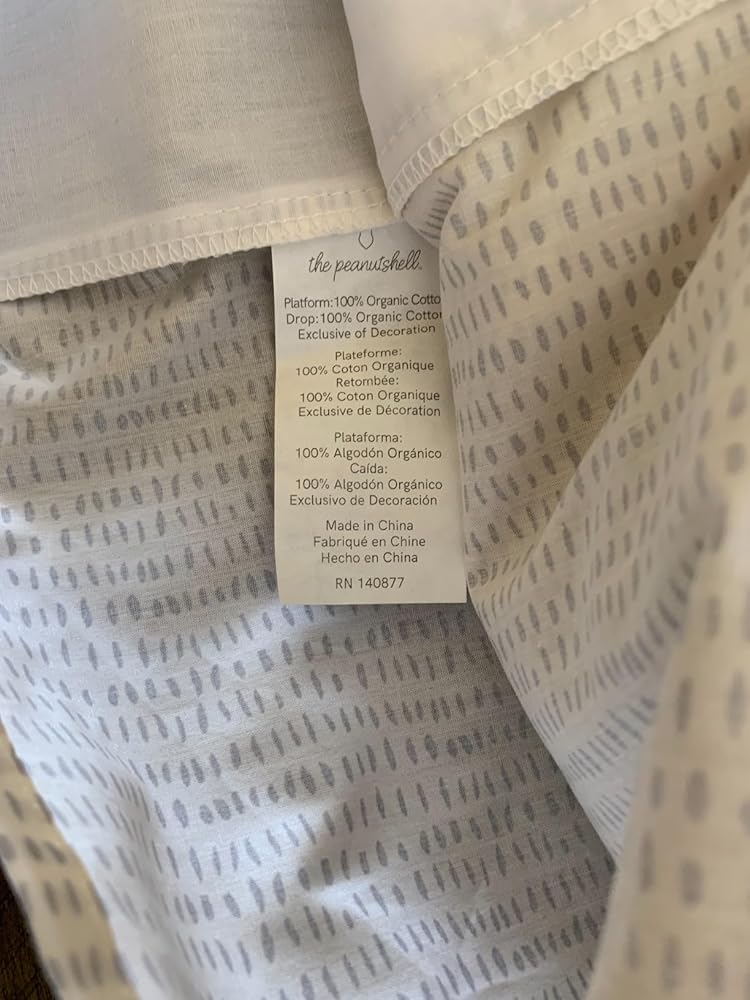 the peanutshell.
Platform:100% Organic Cotto
Drop:100% Organic Cotto
Exclusive of Decoration
Plateforme:
100% Coton Organique
Retombée:
100% Coton Organique
Exclusive de Décoration
Plataforma:
100% Algodón Orgánico
Caída:
100% Algodón Orgánico
Exclusivo de Decoración
Made in China
Fabriqué en Chine
Hecho en China
RN 140877